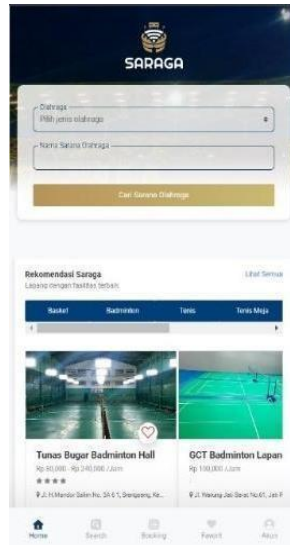 SARAGA
Olahraga
Pilih jenis olahraga
Nama Sarana Olahraga
Cari Sarana Olahraga
Rekomendasi Saraga
Lihat Semua
Lapang dengan fasilitas terbaik
Basket Badminton Tenis Tenis Meja
Tunas Bugar Badminton Hall
Rp 60,000 - Rp 240,000 /Jam
GCT Badminton Lapan
Rp 100,000 /Jam
Home Search Booking Favorit Akun